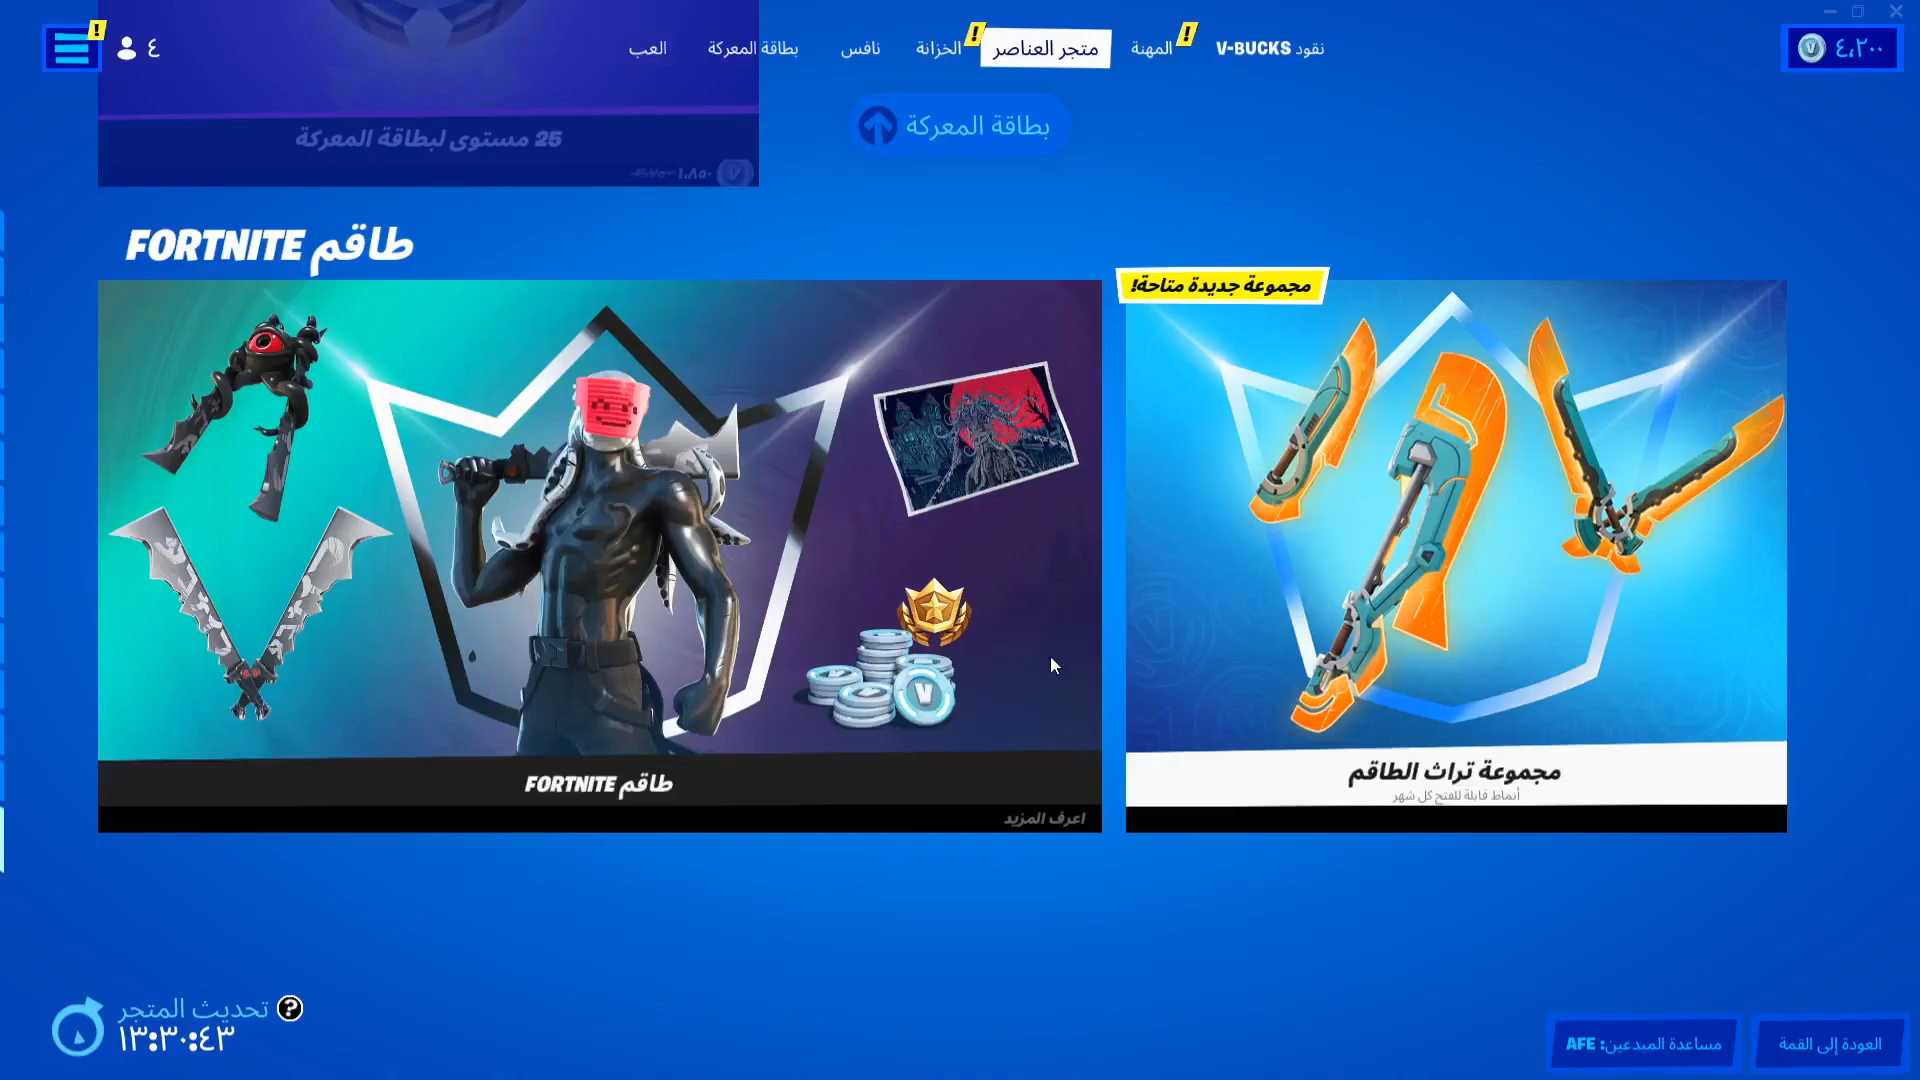 ٤
العب
بطاقة المعركة
نافس
الخزانة
متجر العناصر
المهنة
نقود V-BUCKS
٤،٢٠٠
بطاقة المعركة
25 مستوى لبطاقة المعركة
١،٨٥٠
طاقم FORTNITE
مجموعة جديدة متاحة!
طاقم FORTNITE
اعرف المزيد
مجموعة تراث الطاقم
أنماط قابلة للفتح كل شهر
تحديث المتجر
١٣:٣٠:٤٣
مساعدة المبدعين: AFE
العودة إلى القمة